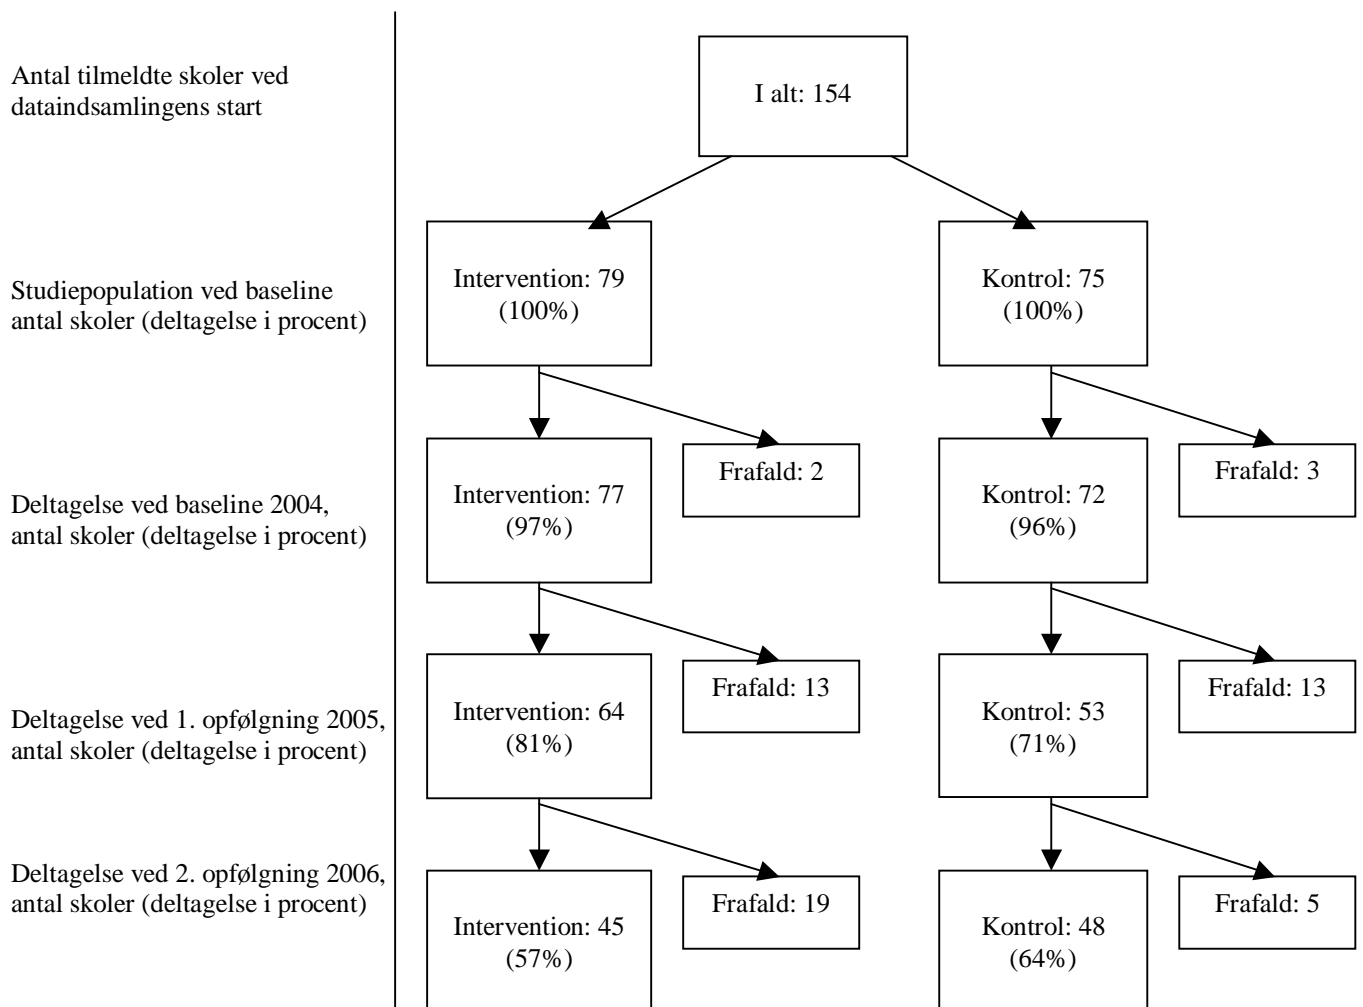 Antal tilmeldte skoler ved
dataindsamlingens start
I alt: 154
Studiepopulation ved baseline
antal skoler (deltagelse i procent)
Intervention: 79
(100%)
Kontrol: 75
(100%)
Deltagelse ved baseline 2004,
antal skoler (deltagelse i procent)
Intervention: 77
(97%)
Frafald: 2
Kontrol: 72
(96%)
Frafald: 3
Deltagelse ved 1. opfølgning 2005,
antal skoler (deltagelse i procent)
Intervention: 64
(81%)
Frafald: 13
Kontrol: 53
(71%)
Frafald: 13
Deltagelse ved 2. opfølgning 2006,
antal skoler (deltagelse i procent)
Intervention: 45
(57%)
Frafald: 19
Kontrol: 48
(64%)
Frafald: 5